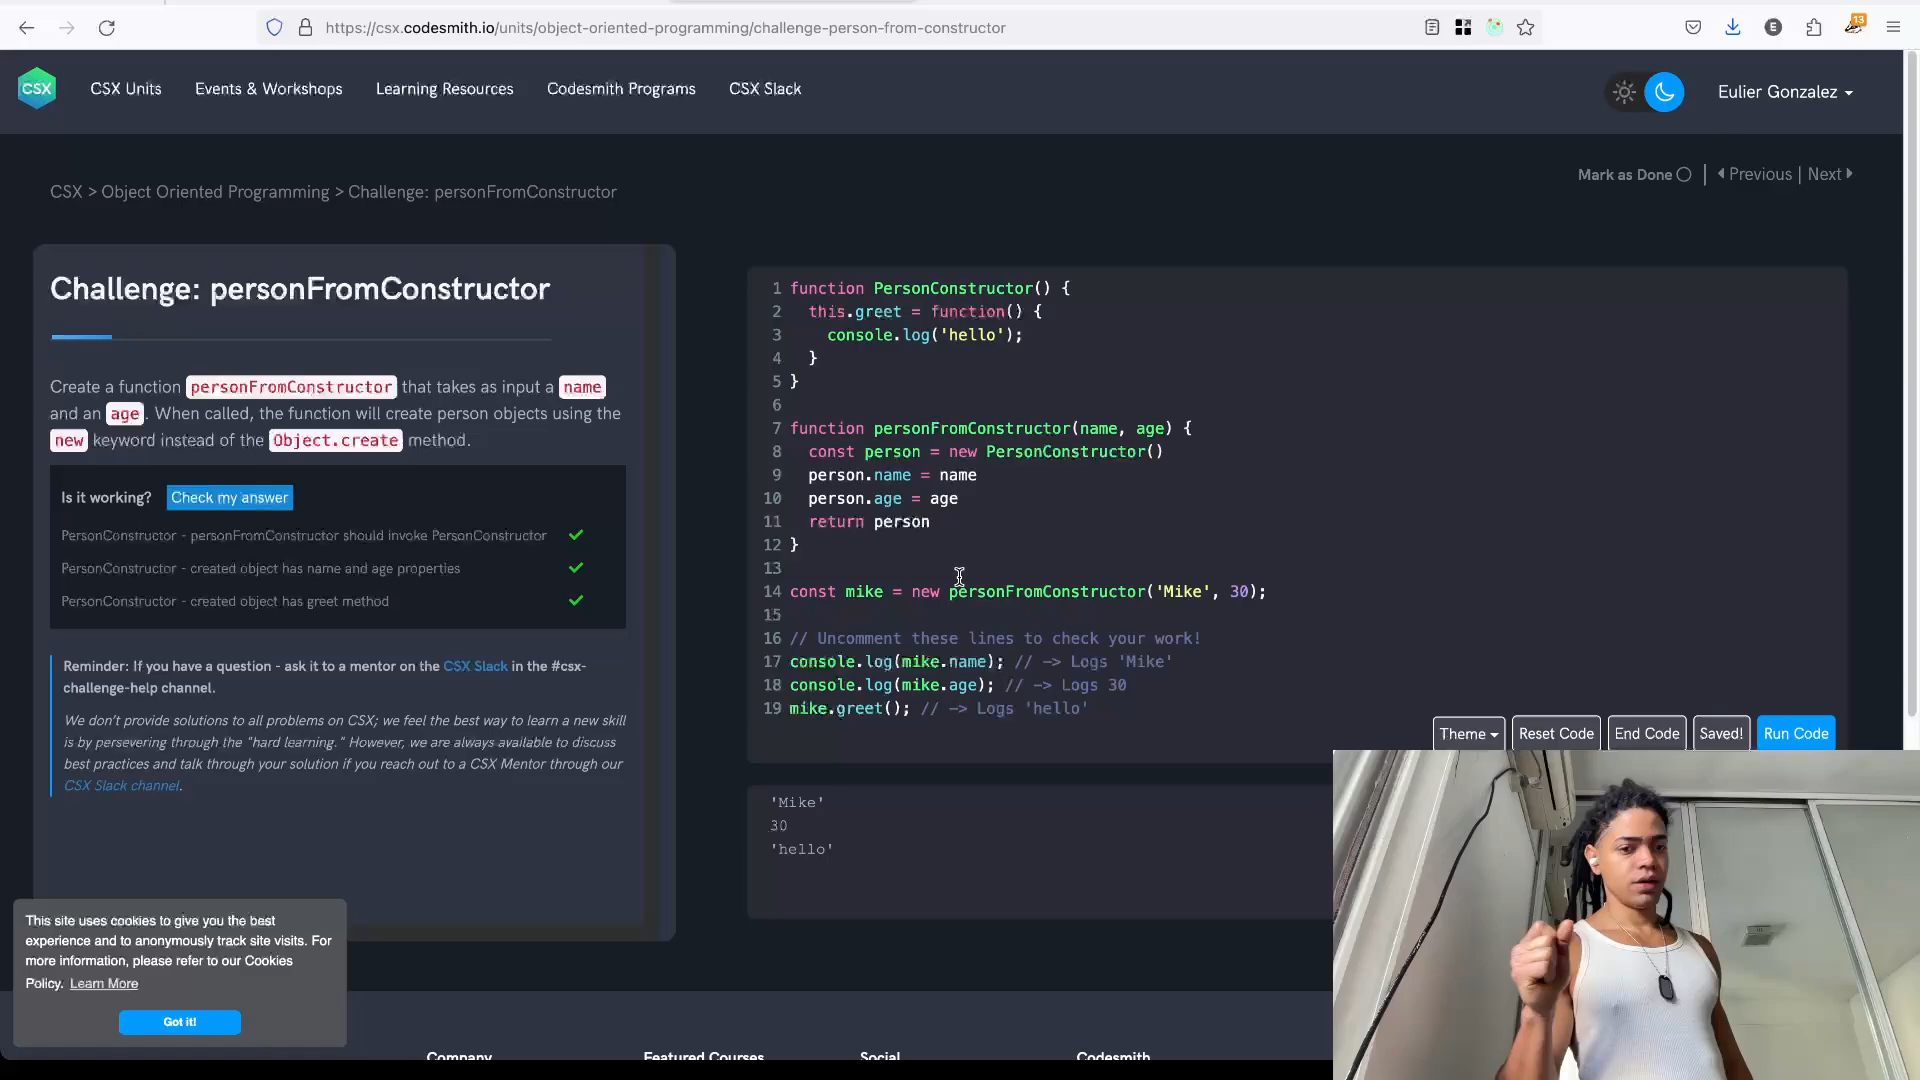 https://csx.codesmith.io/units/object-oriented-programming/challenge-person-from-constructor
13
E
CSX
CSX Units
Events & Workshops
Learning Resources
Codesmith Programs
CSX Slack
Eulier Gonzalez
CSX > Object Oriented Programming > Challenge: personFromConstructor
Mark as Done
Previous | Next
Challenge: personFromConstructor
Create a function personFromConstructor that takes as input a name
and an age. When called, the function will create person objects using the
new keyword instead of the Object.create method.
Is it working? Check my answer
PersonConstructor - personFromConstructor should invoke PersonConstructor
PersonConstructor - created object has name and age properties
PersonConstructor - created object has greet method
Reminder: If you have a question - ask it to a mentor on the CSX Slack in the #csx-
challenge-help channel.
We don't provide solutions to all problems on CSX; we feel the best way to learn a new skill
is by persevering through the "hard learning." However, we are always available to discuss
best practices and talk through your solution if you reach out to a CSX Mentor through our
CSX Slack channel.
1 function PersonConstructor() {
2 this.greet = function() {
3 console.log('hello');
4 }
5 }
6
7 function personFromConstructor(name, age) {
8 const person = new PersonConstructor()
9 person.name = name
10 person.age = age
11 return person
12 }
13
14 const mike = new personFromConstructor('Mike', 30);
15
16 // Uncomment these lines to check your work!
17 console.log(mike.name); // -> Logs 'Mike'
18 console.log(mike.age); // -> Logs 30
19 mike.greet(); // -> Logs 'hello'
Theme
Reset Code
End Code
Saved!
Run Code
'Mike'
30
'hello'
This site uses cookies to give you the best
experience and to anonymously track site visits. For
more information, please refer to our Cookies
Policy. Learn More
Got it!
Company
Featured Courses
Social
Codesmith